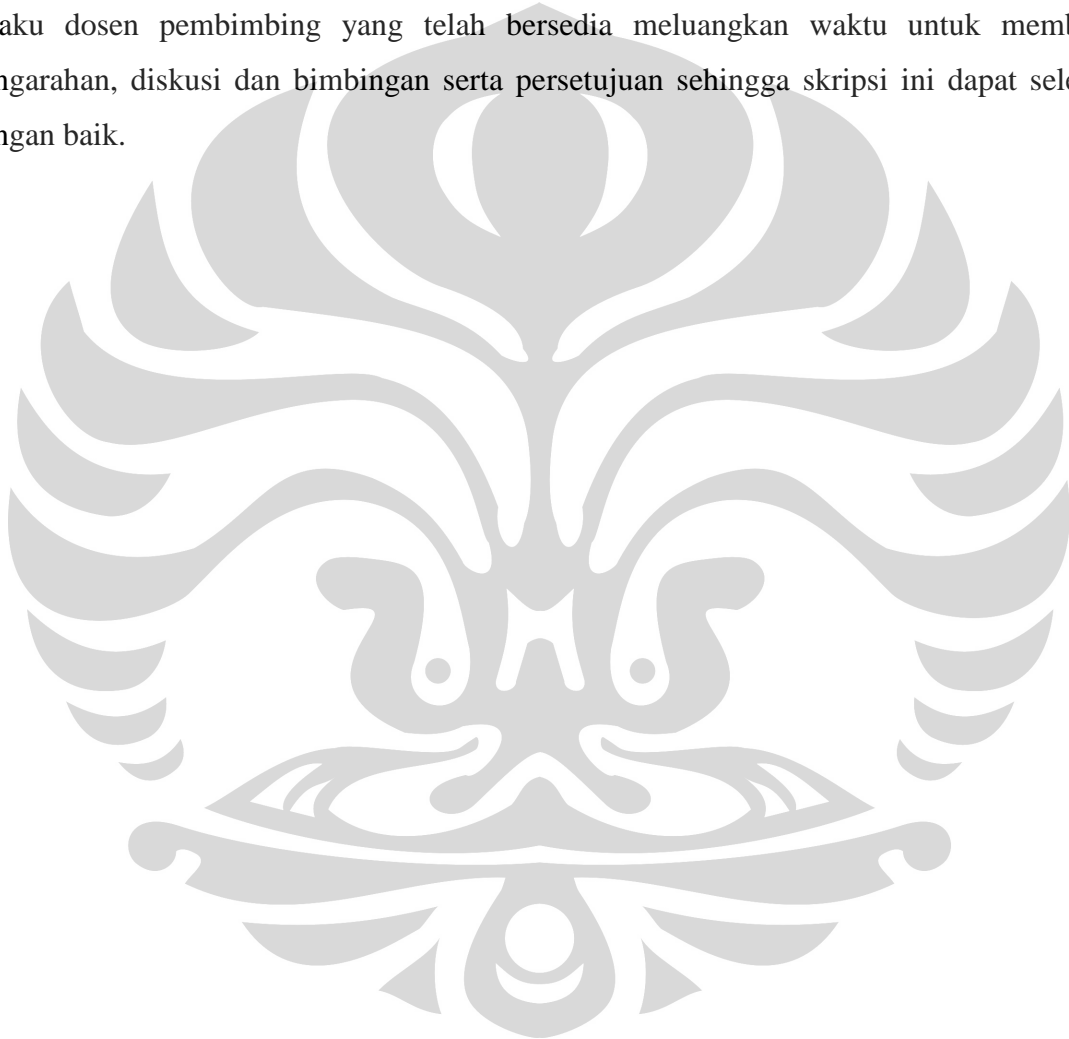 aku dosen pembimbing yang telah bersedia meluangkan waktu untuk memb
ngarahan, diskusi dan bimbingan serta persetujuan sehingga skripsi ini dapat sele
ngan baik.